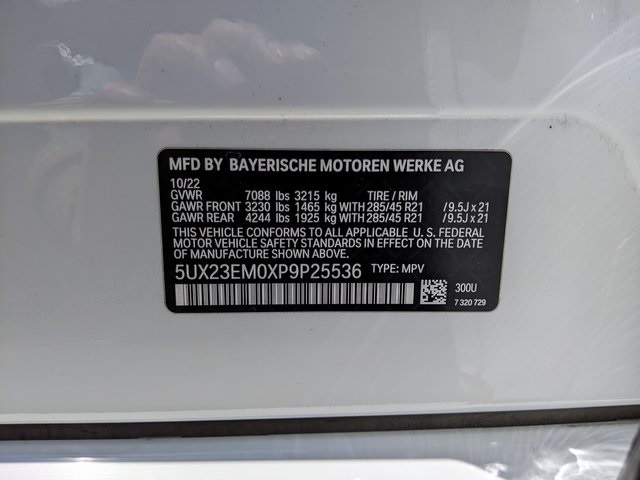 MFD BY BAYERISCHE MOTOREN WERKE AG
10/22
GVWR 7088 lbs 3215 kg TIRE / RIM
GAWR FRONT 3230 lbs 1465 kg WITH 285/45 R21 / 9.5J x 21
GAWR REAR 4244 lbs 1925 kg WITH 285/45 R21 / 9.5J x 21
THIS VEHICLE CONFORMS TO ALL APPLICABLE U. S. FEDERAL
MOTOR VEHICLE SAFETY STANDARDS IN EFFECT ON THE DATE
OF MANUFACTURE SHOWN ABOVE.
5UX23EM0XP9P25536 TYPE: MPV
300U
7 320 729